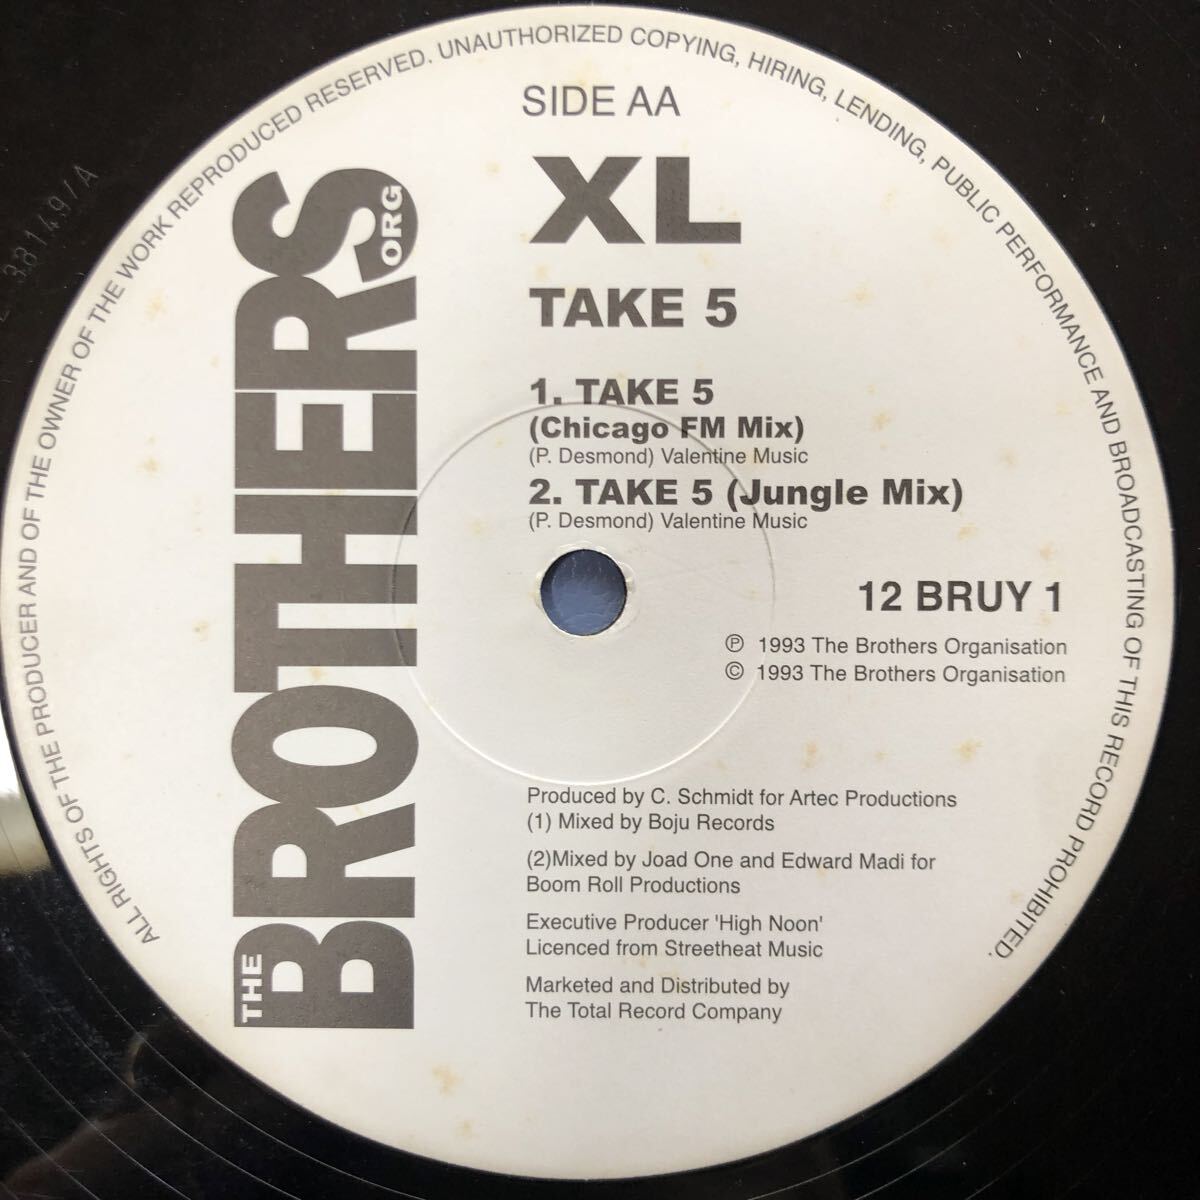 ALL RIGHTS OF THE PRODUCER AND OF THE OWNER OF THE WORK REPRODUCED RESERVED. UNAUTHORIZED COPYING, HIRING, LENDING, PUBLIC PERFORMANCE AND BROADCASTING OF THIS RECORD PROHIBITED.
SIDE AA
THE BROTHERS ORG
XL
TAKE 5
1. TAKE 5
(Chicago FM Mix)
(P. Desmond) Valentine Music
2. TAKE 5 (Jungle Mix)
(P. Desmond) Valentine Music
12 BRUY 1
Ⓟ 1993 The Brothers Organisation
© 1993 The Brothers Organisation
Produced by C. Schmidt for Artec Productions
(1) Mixed by Boju Records
(2)Mixed by Joad One and Edward Madi for
Boom Roll Productions
Executive Producer 'High Noon'
Licenced from Streetheat Music
Marketed and Distributed by
The Total Record Company